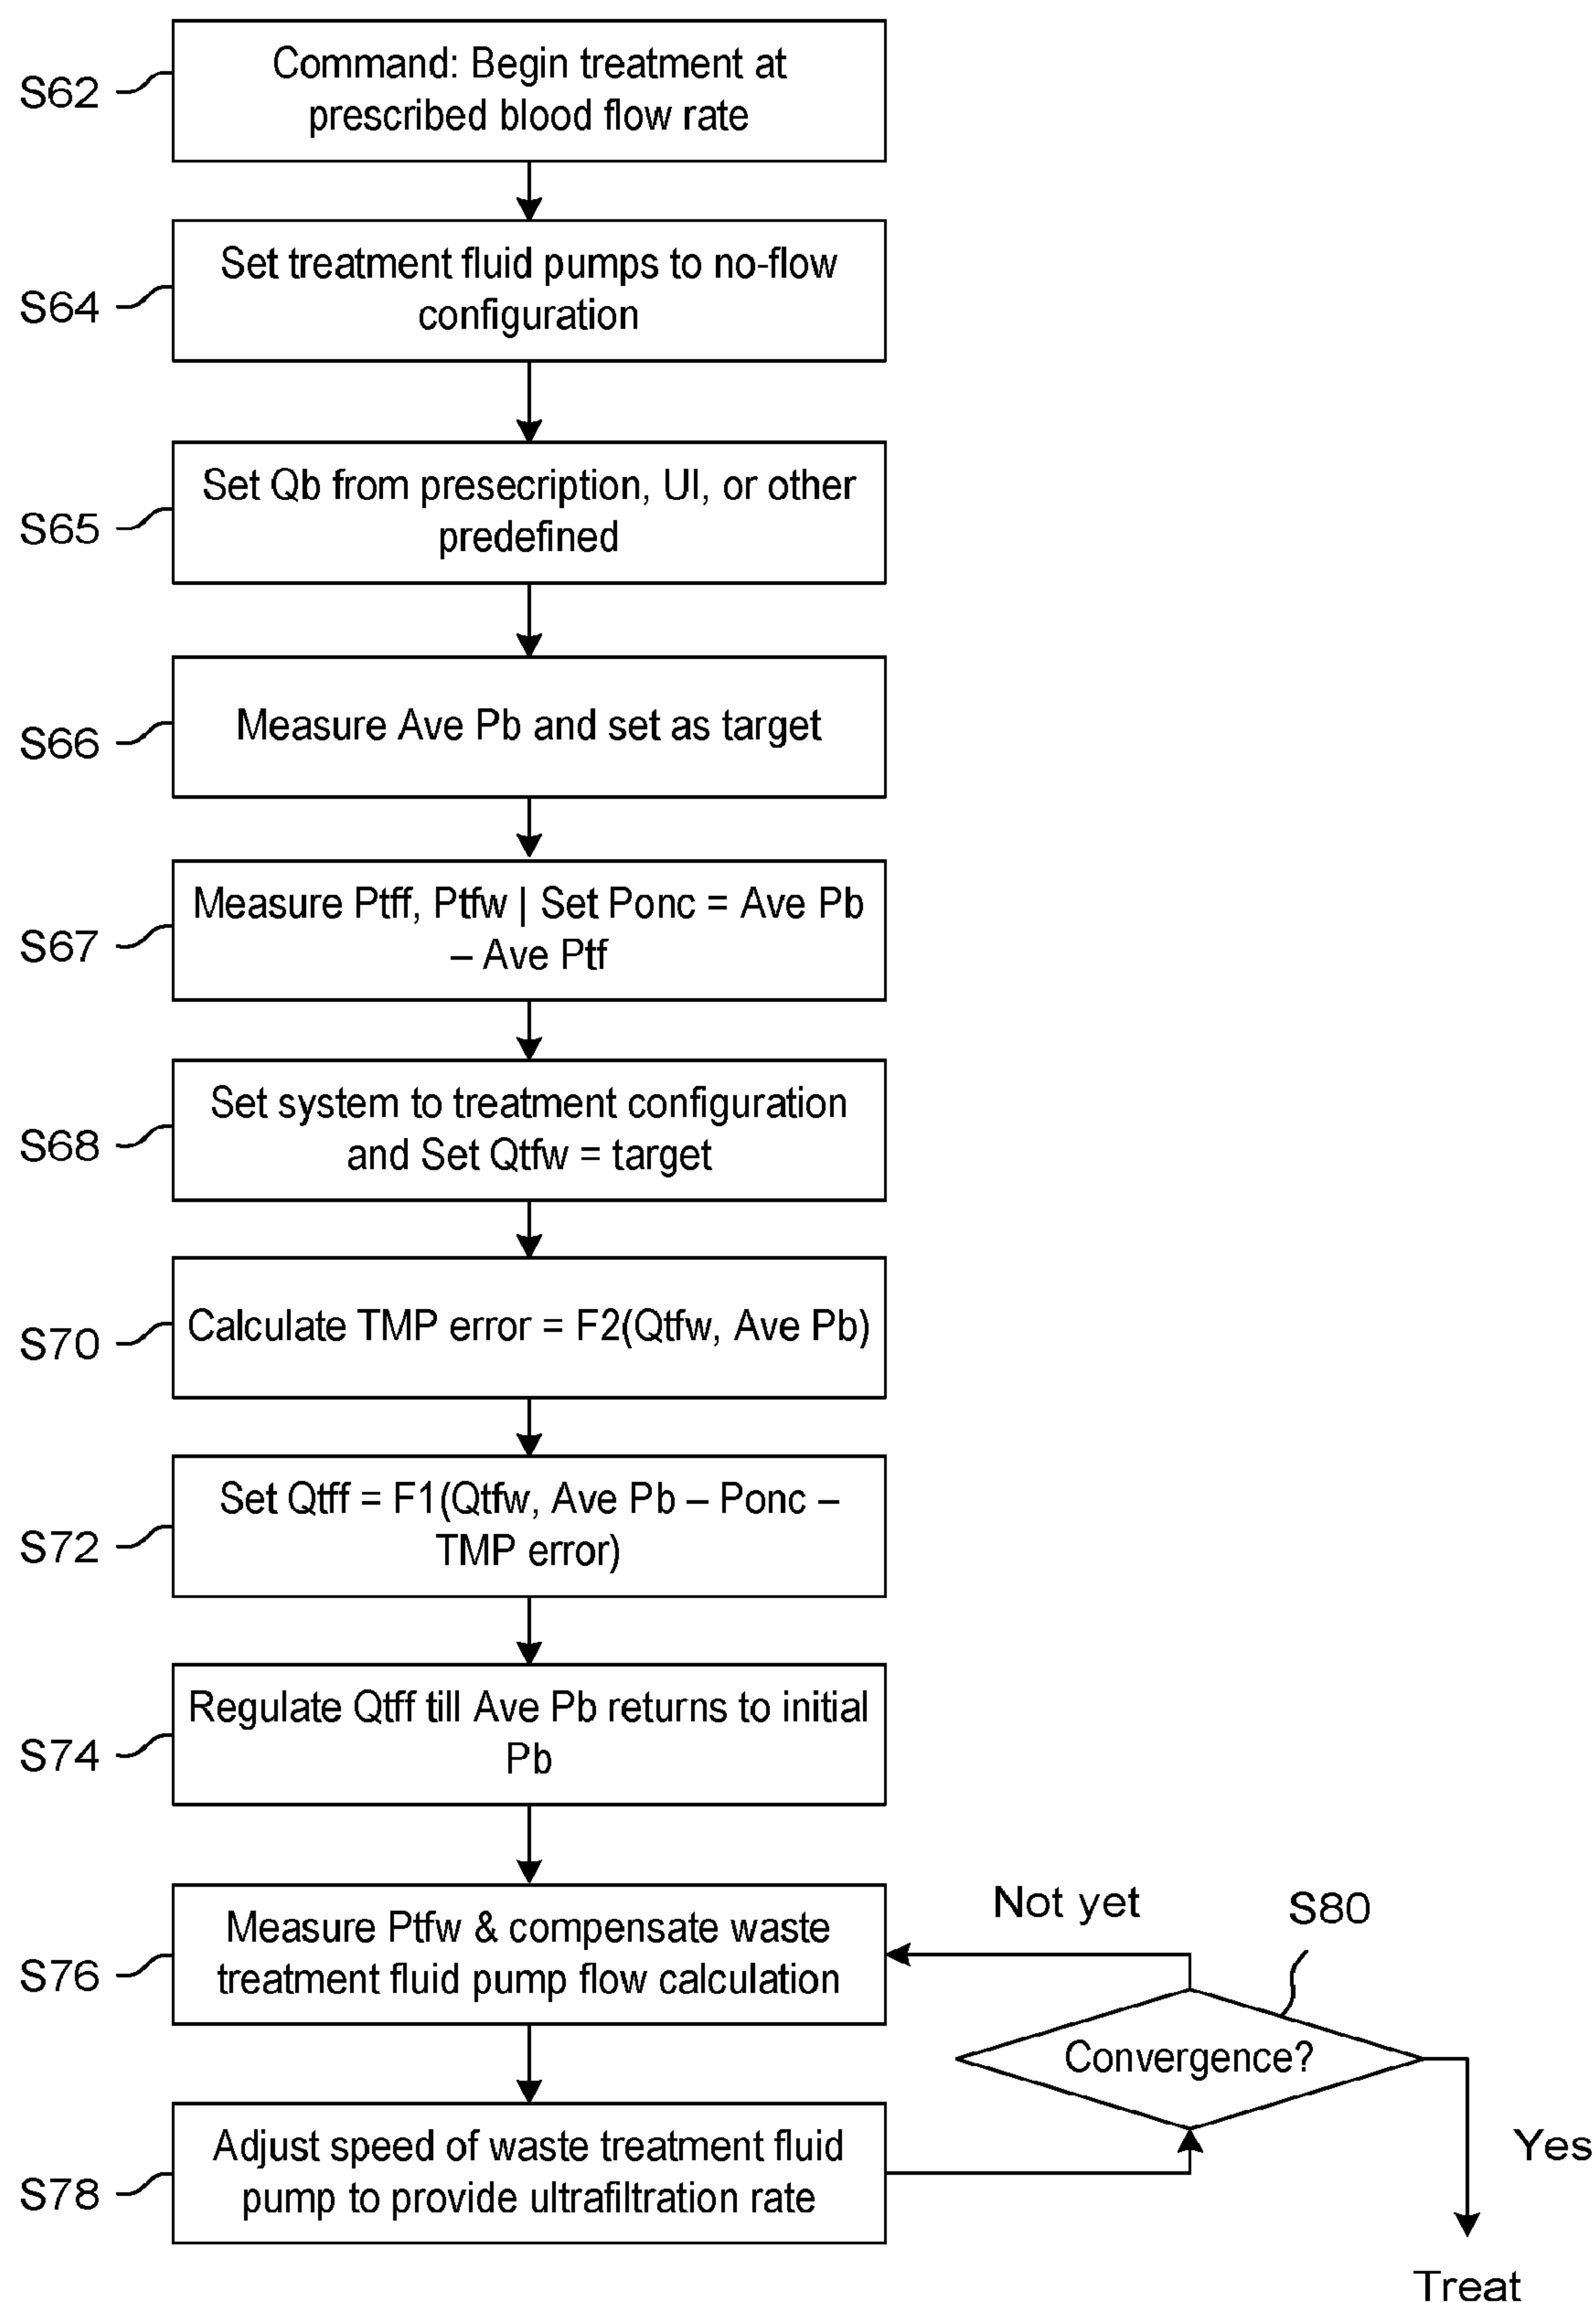 S62
Command: Begin treatment at
prescribed blood flow rate
S64
Set treatment fluid pumps to no-flow
configuration
S65
Set Qb from presecription, UI, or other
predefined
S66
Measure Ave Pb and set as target
S67
Measure Ptff, Ptfw | Set Ponc = Ave Pb
– Ave Ptf
S68
Set system to treatment configuration
and Set Qtfw = target
S70
Calculate TMP error = F2(Qtfw, Ave Pb)
S72
Set Qtff = F1(Qtfw, Ave Pb – Ponc –
TMP error)
S74
Regulate Qtff till Ave Pb returns to initial
Pb
S76
Measure Ptfw & compensate waste
treatment fluid pump flow calculation
Not yet
S80
Convergence?
S78
Adjust speed of waste treatment fluid
pump to provide ultrafiltration rate
Yes
Treat